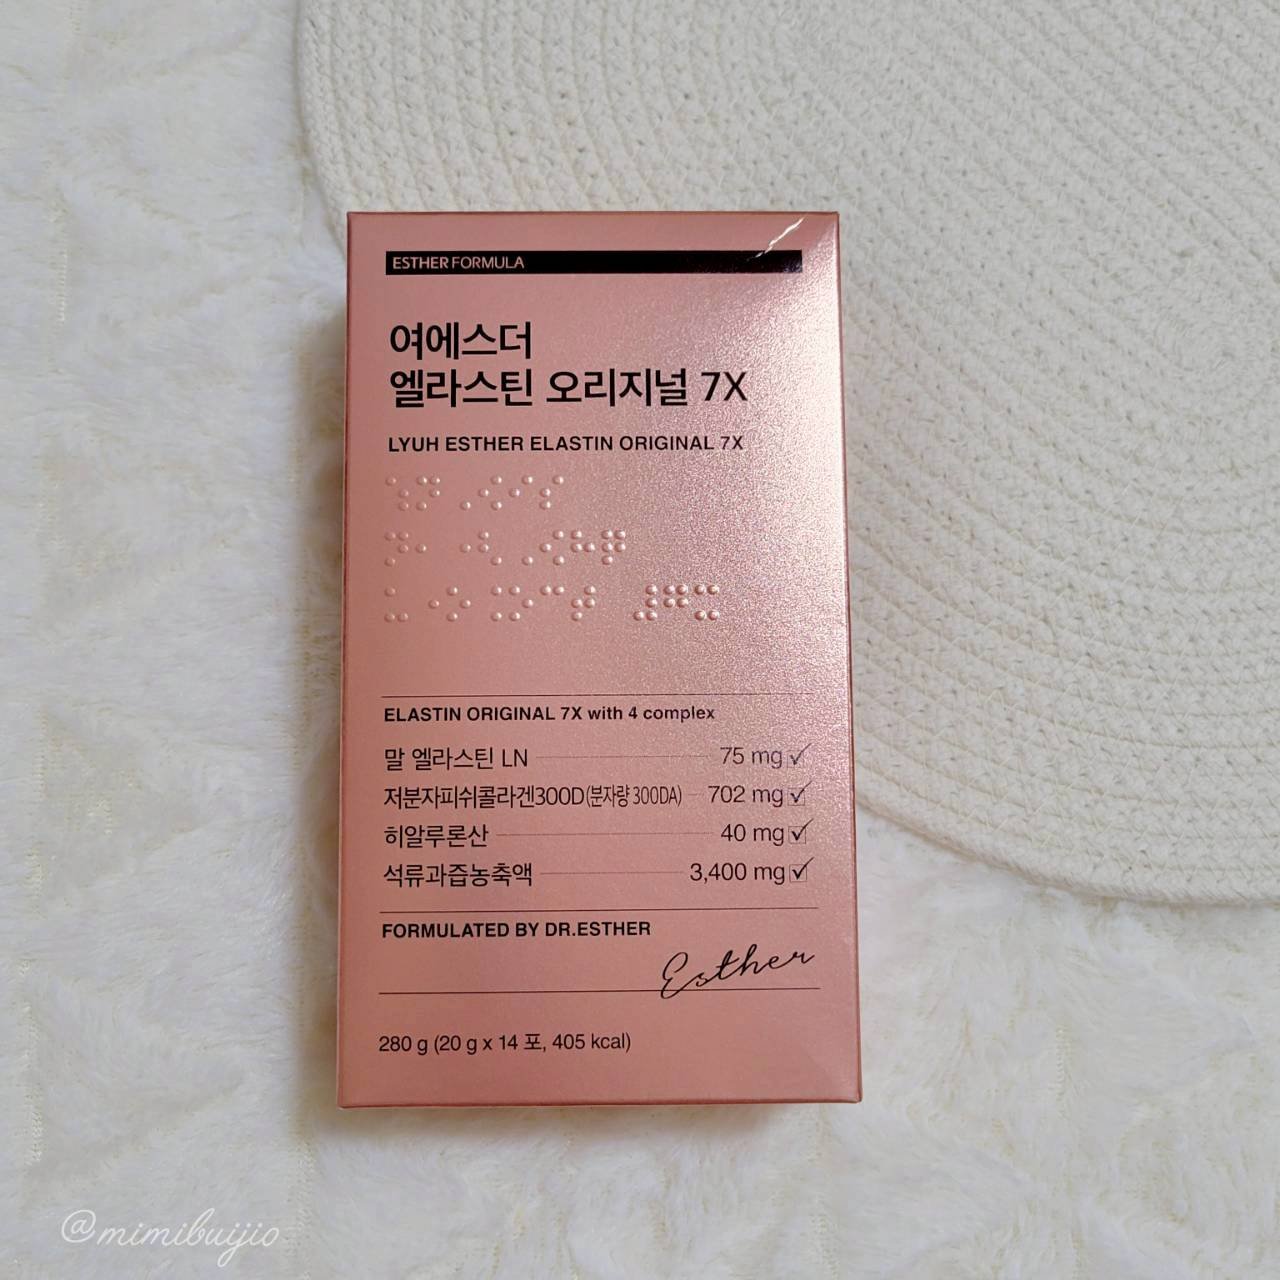 ESTHER FORMULA
여에스더
엘라스틴 오리지널 7X
LYUH ESTHER ELASTIN ORIGINAL 7X
ELASTIN ORIGINAL 7X with 4 complex
말 엘라스틴 LN 75 mg
저분자피쉬콜라겐300D(분자량 300DA) 702 mg
히알루론산 40 mg
석류과즙농축액 3,400 mg
FORMULATED BY DR.ESTHER
Esther
280 g (20 g x 14 포, 405 kcal)
@mimibuijio